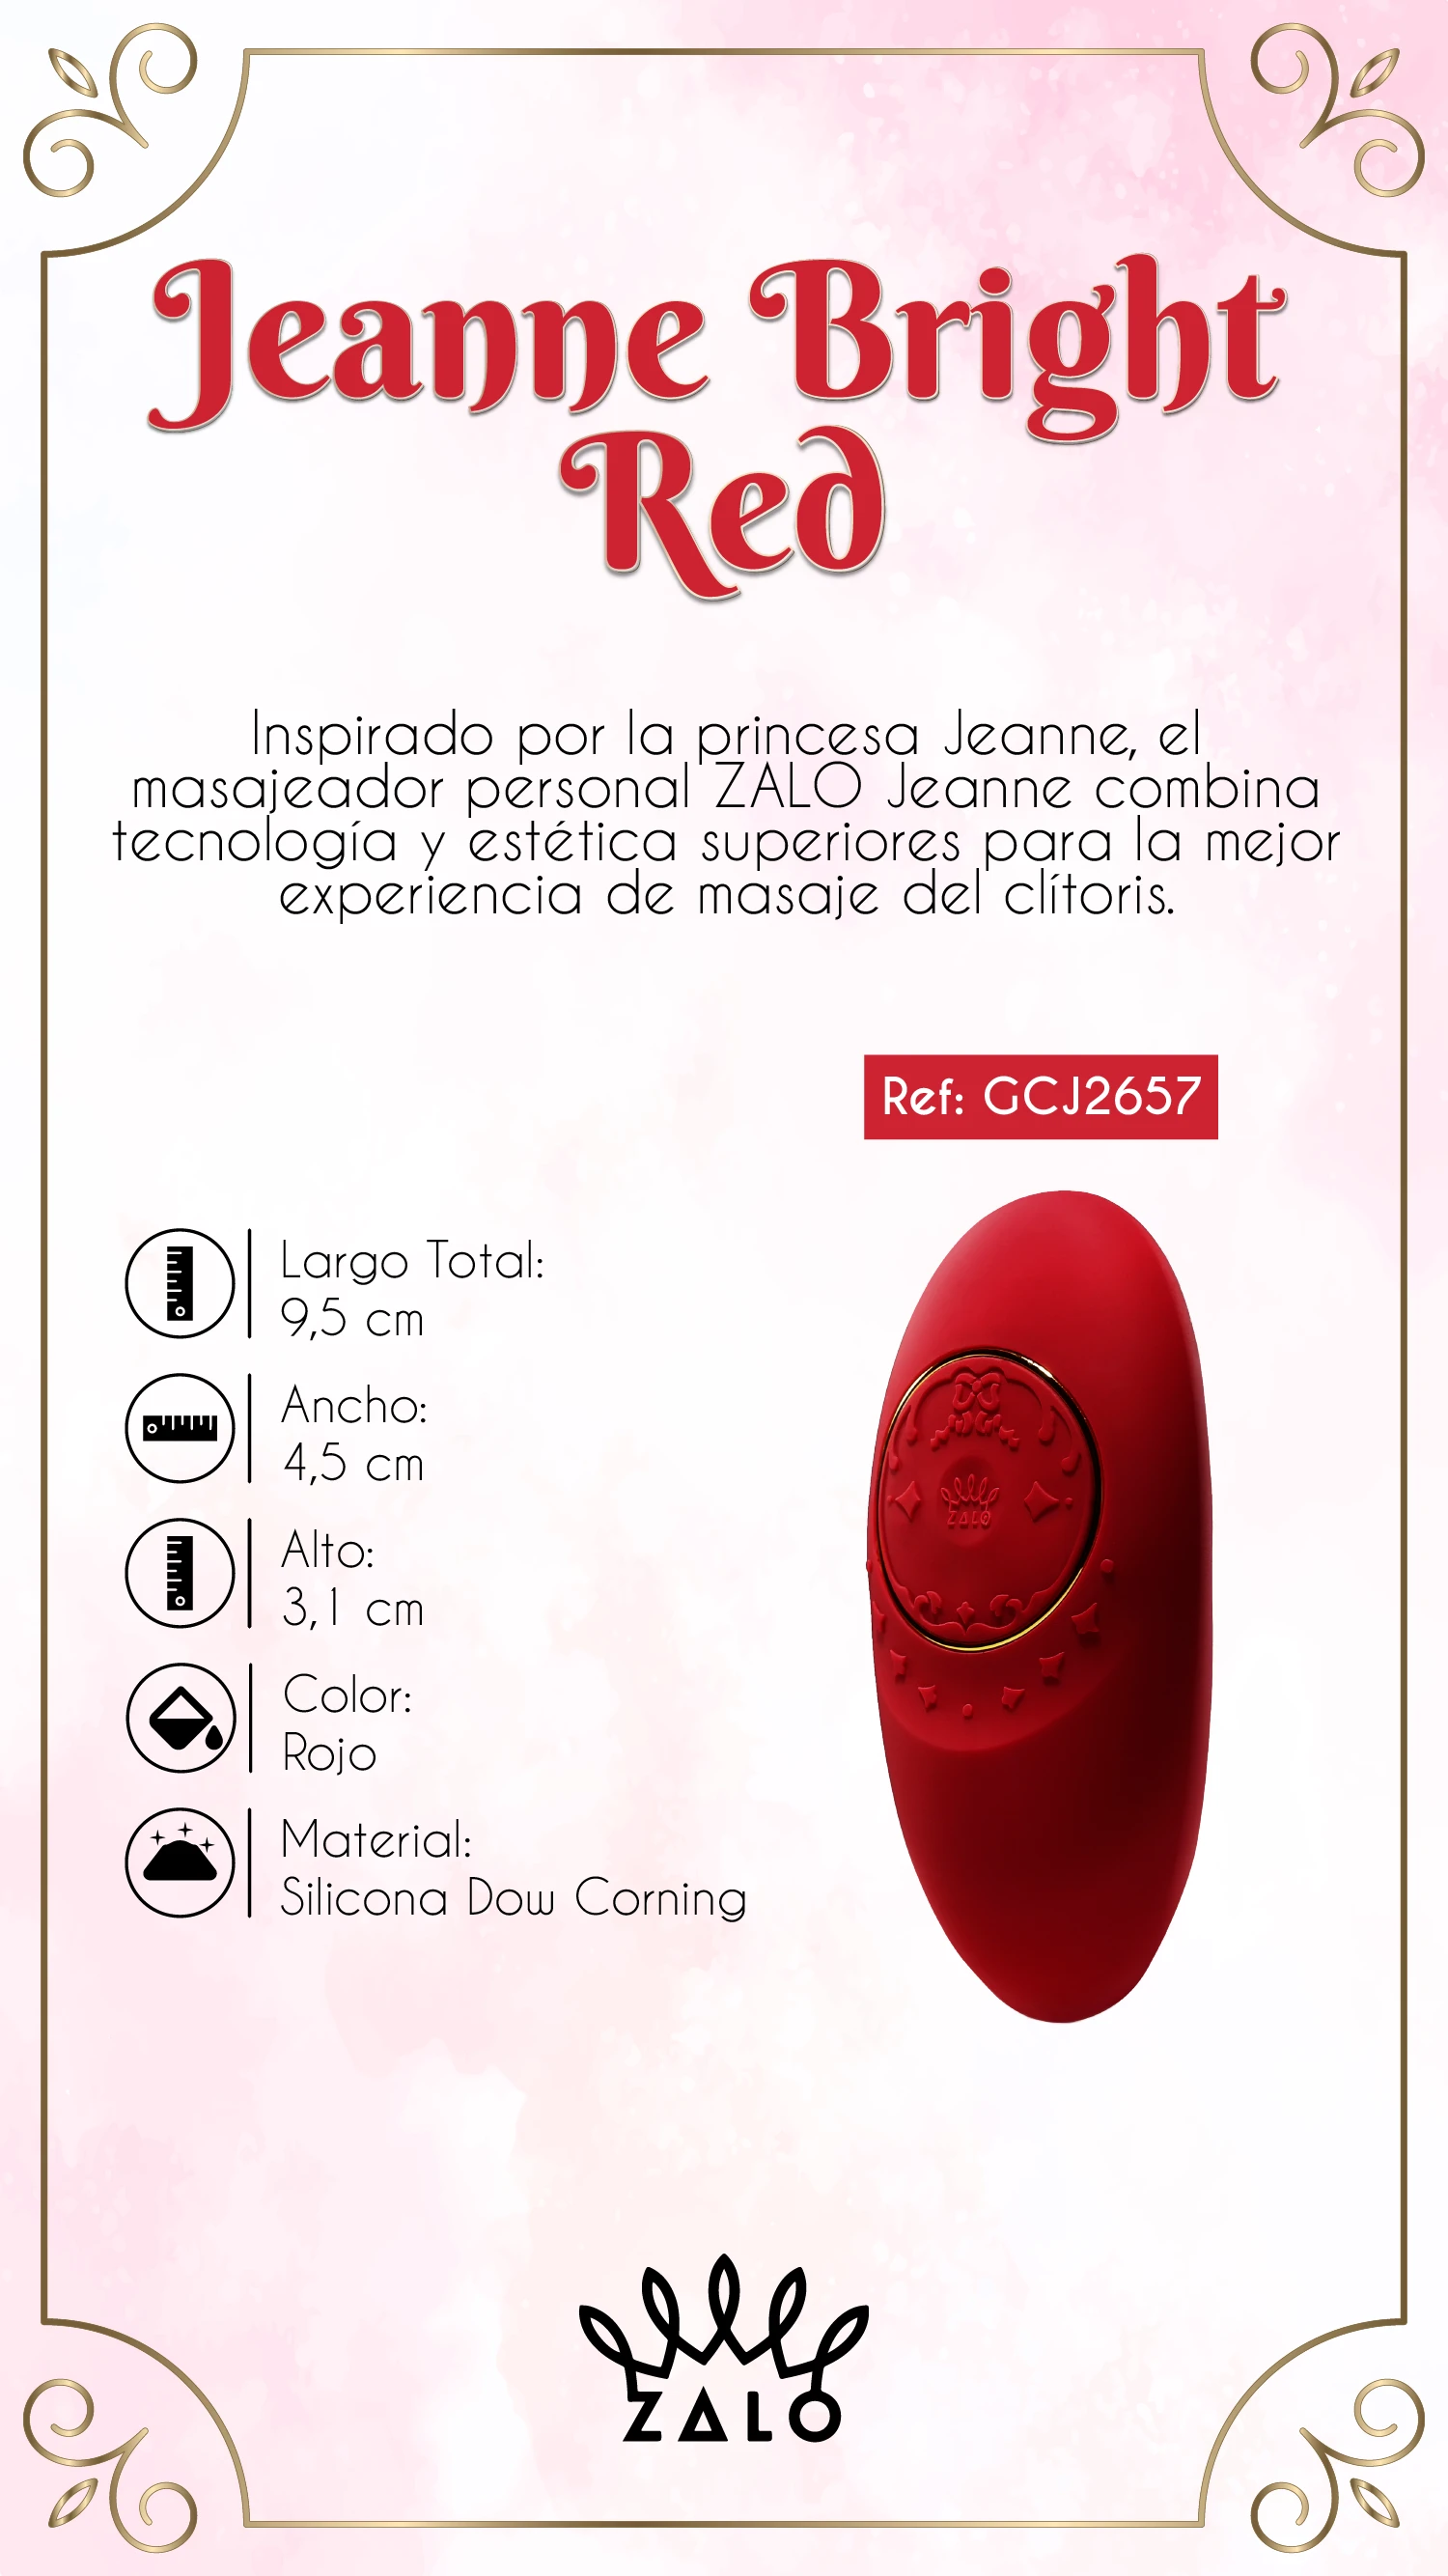 Jeanne Bright
Red
Inspirado por la princesa Jeanne, el
masajeador personal ZALO Jeanne combina
tecnología y estética superiores para la mejor
experiencia de masaje del clítoris.
Ref: GCJ2657
Largo Total:
9,5 cm
Ancho:
4,5 cm
Alto:
3,1 cm
Color:
Rojo
Material:
Silicona Dow Corning
ZALO
ZALO